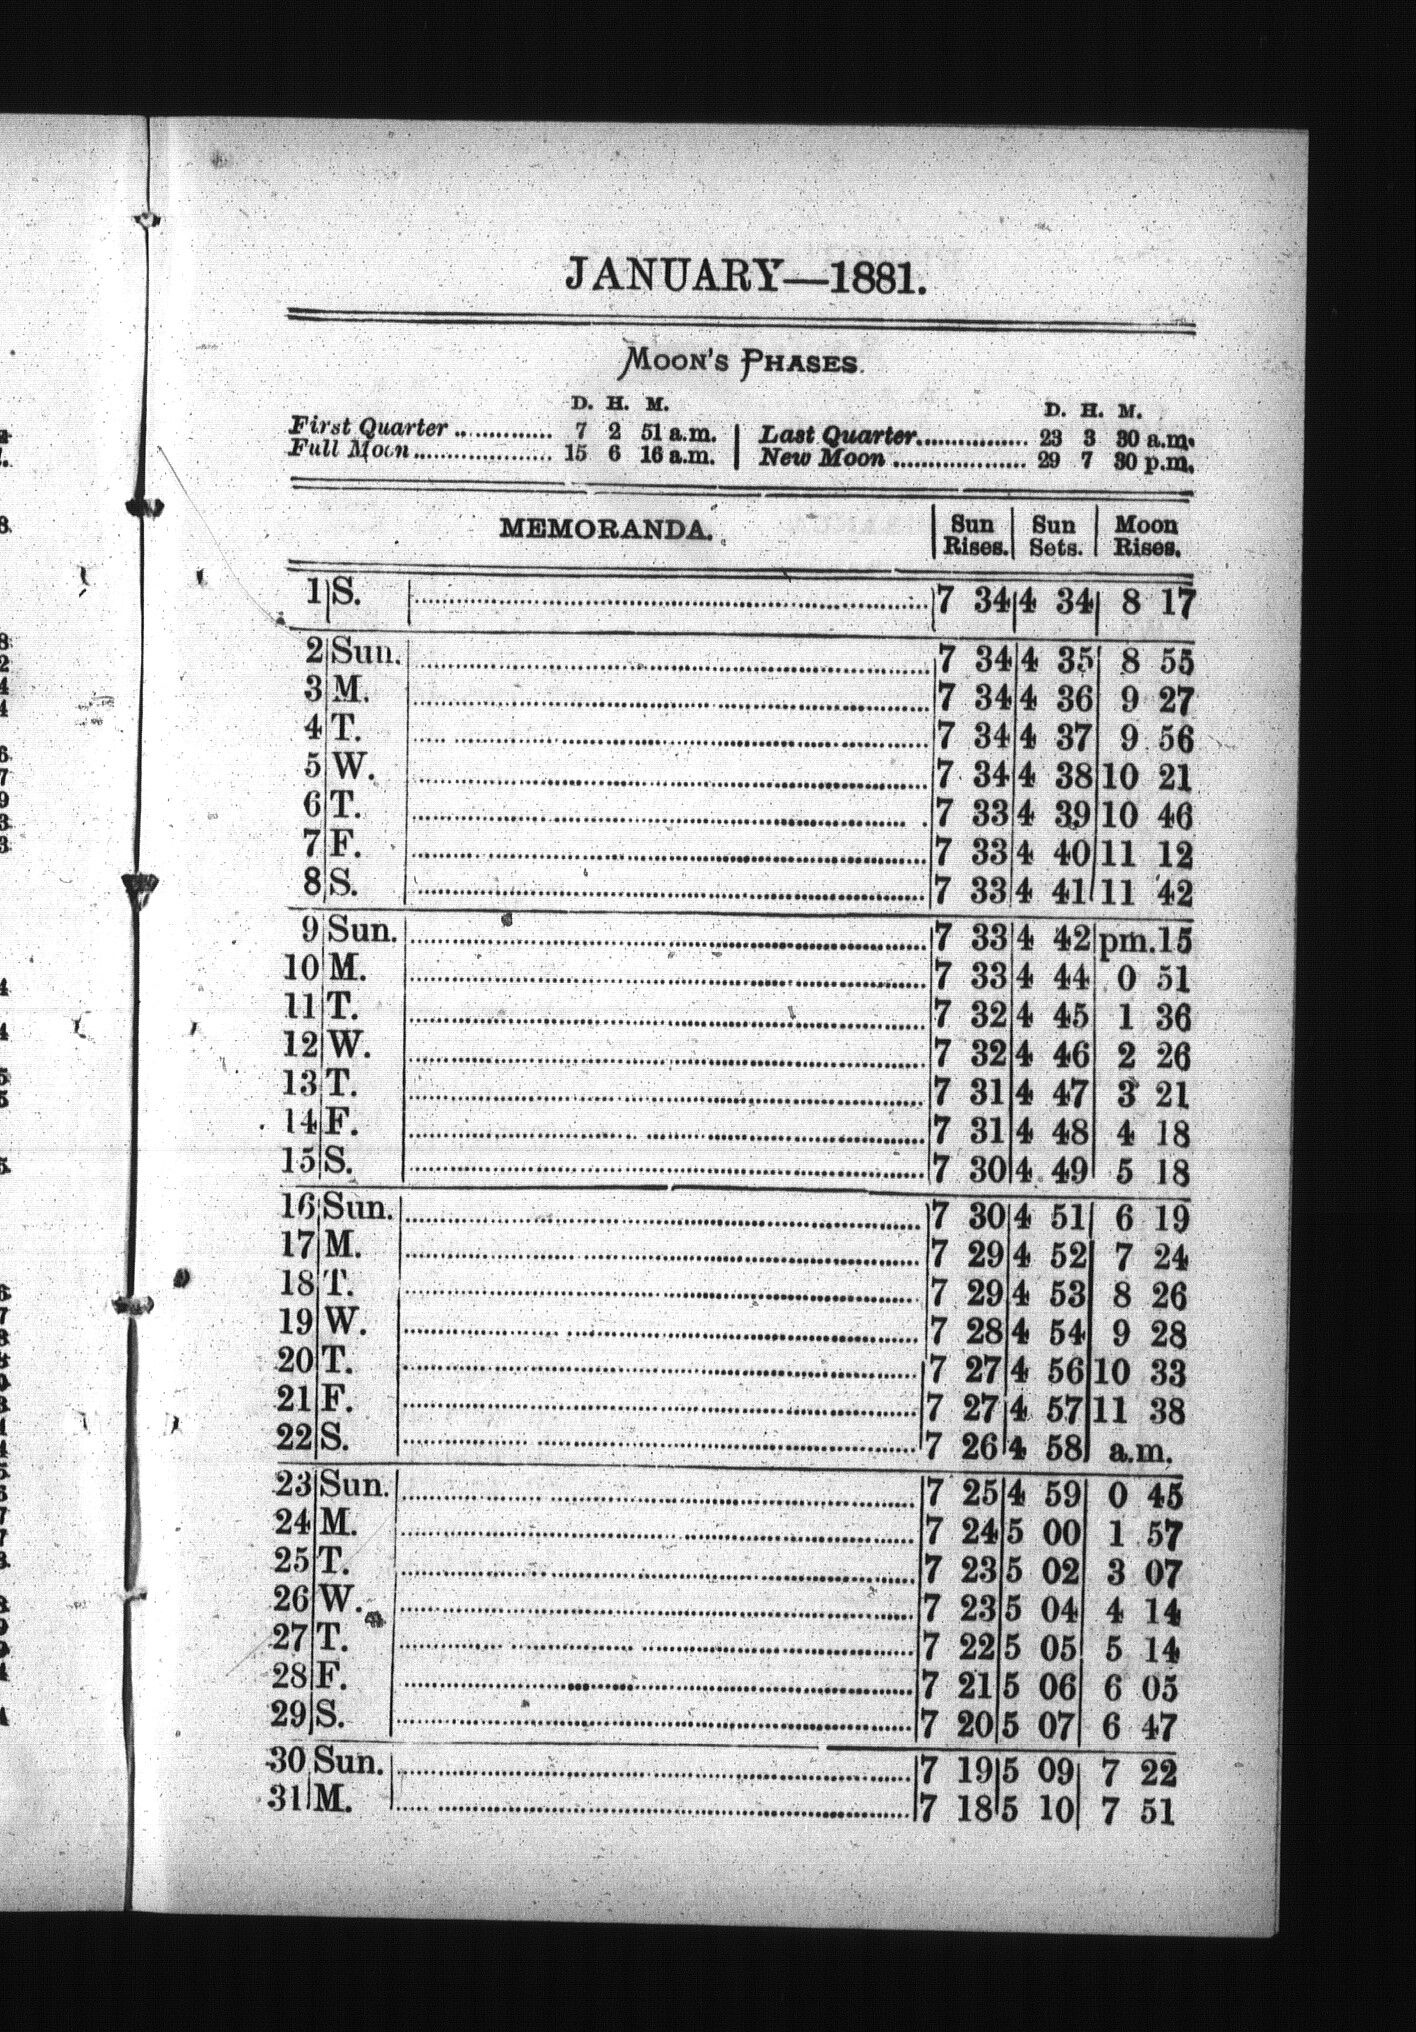 JANUARY—1881.
MOON'S PHASES.
D. H. M. D. H. M.
First Quarter .............. 7 2 51 a.m. | Last Quarter................ 23 3 30 a.m.
Full Moon .................. 15 6 16 a.m. | New Moon ................... 29 7 30 p.m.
MEMORANDA. Sun Rises. Sun Sets. Moon Rises.
1 S. 7 34 4 34 8 17
2 Sun. 7 34 4 35 8 55
3 M. 7 34 4 36 9 27
4 T. 7 34 4 37 9 56
5 W. 7 34 4 38 10 21
6 T. 7 33 4 39 10 46
7 F. 7 33 4 40 11 12
8 S. 7 33 4 41 11 42
9 Sun. 7 33 4 42 pm.15
10 M. 7 33 4 44 0 51
11 T. 7 32 4 45 1 36
12 W. 7 32 4 46 2 26
13 T. 7 31 4 47 3 21
14 F. 7 31 4 48 4 18
15 S. 7 30 4 49 5 18
16 Sun. 7 30 4 51 6 19
17 M. 7 29 4 52 7 24
18 T. 7 29 4 53 8 26
19 W. 7 28 4 54 9 28
20 T. 7 27 4 56 10 33
21 F. 7 27 4 57 11 38
22 S. 7 26 4 58 a.m.
23 Sun. 7 25 4 59 0 45
24 M. 7 24 5 00 1 57
25 T. 7 23 5 02 3 07
26 W. 7 23 5 04 4 14
27 T. 7 22 5 05 5 14
28 F. 7 21 5 06 6 05
29 S. 7 20 5 07 6 47
30 Sun. 7 19 5 09 7 22
31 M. 7 18 5 10 7 51